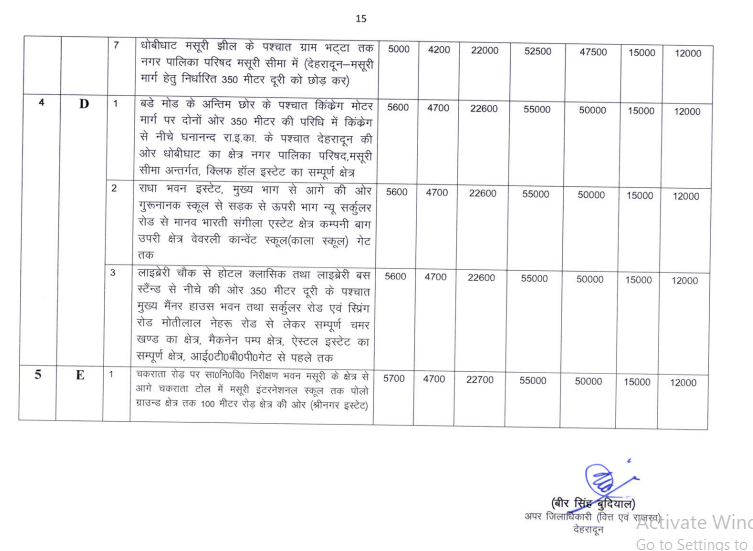 15
7 धोबीघाट मसूरी झील के पश्चात ग्राम भट्टा तक 5000 4200 22000 52500 47500 15000 12000
नगर पालिका परिषद मसूरी सीमा में (देहरादून–मसूरी
मार्ग हेतु निर्धारित 350 मीटर दूरी को छोड़ कर)
4 D 1 बडे मोड के अन्तिम छोर के पश्चात किंक्रेग मोटर 5600 4700 22600 55000 50000 15000 12000
मार्ग पर दोनों ओर 350 मीटर की परिधि में किंक्रेग
से नीचे घनानन्द रा.इ.का. के पश्चात देहरादून की
ओर धोबीघाट का क्षेत्र नगर पालिका परिषद,मसूरी
सीमा अन्तर्गत, क्लिफ हॉल इस्टेट का सम्पूर्ण क्षेत्र
2 राधा भवन इस्टेट, मुख्य भाग से आगे की ओर 5600 4700 22600 55000 50000 15000 12000
गुरूनानक स्कूल से सड़क से ऊपरी भाग न्यू सर्कुलर
रोड से मानव भारती संगीला एस्टेट क्षेत्र कम्पनी बाग
उपरी क्षेत्र वेवरली कान्वेंट स्कूल(काला स्कूल) गेट
तक
3 लाइब्रेरी चौक से होटल क्लासिक तथा लाइब्रेरी बस 5600 4700 22600 55000 50000 15000 12000
स्टैंन्ड से नीचे की ओर 350 मीटर दूरी के पश्चात
मुख्य मैंनर हाउस भवन तथा सर्कुलर रोड एवं स्प्रिंग
रोड मोतीलाल नेहरू रोड से लेकर सम्पूर्ण चमर
खण्ड का क्षेत्र, मैकनेन पम्प क्षेत्र, ऐस्टल इस्टेट का
सम्पूर्ण क्षेत्र, आई०टी०बी०पी०गेट से पहले तक
5 E 1 चकराता रोड़ पर सा०नि०वि० निरीक्षण भवन मसूरी के क्षेत्र से 5700 4700 22700 55000 50000 15000 12000
आगे चकराता टोल में मसूरी इंटरनेशनल स्कूल तक पोलो
ग्राउन्ड क्षेत्र तक 100 मीटर रोड़ क्षेत्र की ओर (श्रीनगर इस्टेट)
(बीर सिंह बुदियाल)
अपर जिलाधिकारी (वित्त एवं राजस्व)
देहरादून
Activate Winc
Go to Settings to